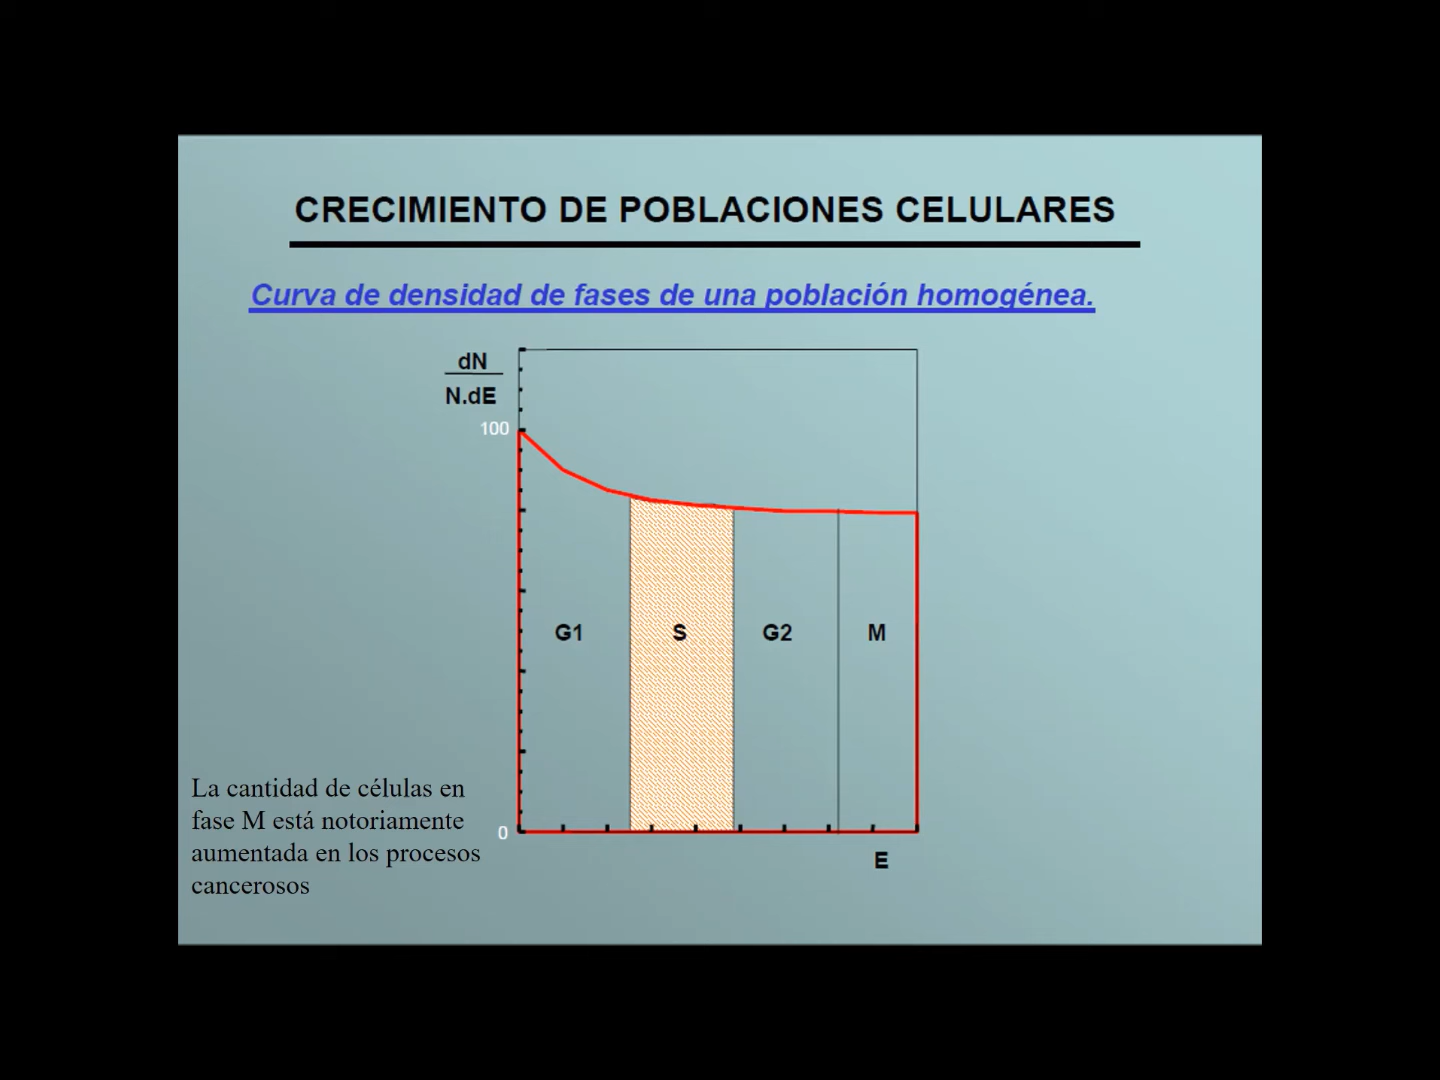 CRECIMIENTO DE POBLACIONES CELULARES
Curva de densidad de fases de una población homogénea.
dN
N.dE
100
G1
S
G2
M
0
E
La cantidad de células en
fase M está notoriamente
aumentada en los procesos
cancerosos